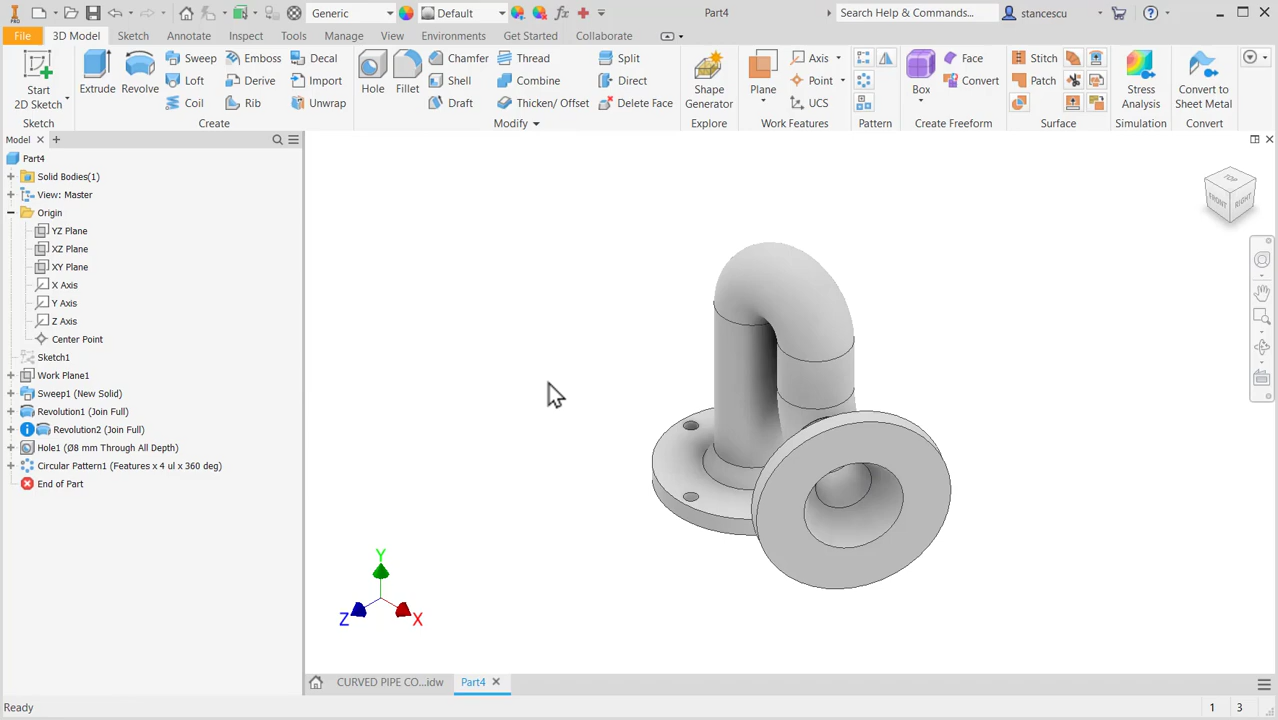 PRO
Generic
Default
Part4
Search Help & Commands...
stancescu
File
3D Model
Sketch
Annotate
Inspect
Tools
Manage
View
Environments
Get Started
Collaborate
Start
2D Sketch
Extrude
Revolve
Sweep
Emboss
Decal
Loft
Derive
Import
Coil
Rib
Unwrap
Hole
Fillet
Chamfer
Thread
Split
Shell
Combine
Direct
Draft
Thicken/ Offset
Delete Face
Shape
Generator
Plane
Axis
Point
UCS
Box
Face
Convert
Stitch
Patch
Stress
Analysis
Convert to
Sheet Metal
Sketch
Create
Modify
Explore
Work Features
Pattern
Create Freeform
Surface
Simulation
Convert
Model
Part4
Solid Bodies(1)
View: Master
Origin
YZ Plane
XZ Plane
XY Plane
X Axis
Y Axis
Z Axis
Center Point
Sketch1
Work Plane1
Sweep1 (New Solid)
Revolution1 (Join Full)
Revolution2 (Join Full)
Hole1 (Ø8 mm Through All Depth)
Circular Pattern1 (Features x 4 ul x 360 deg)
End of Part
TOP
FRONT
RIGHT
Y
Z
X
CURVED PIPE CO...idw
Part4
Ready
1
3